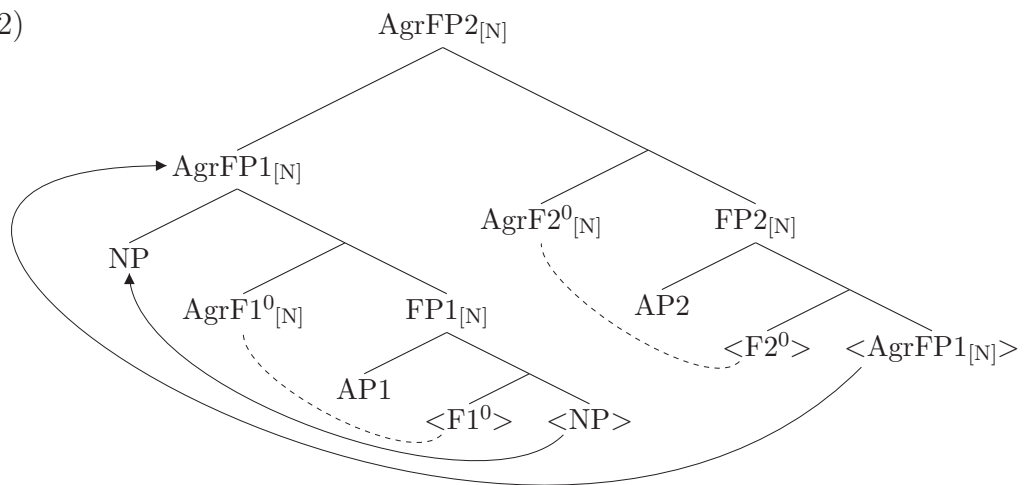 2)
AgrFP2[N]
AgrFP1[N]
AgrF2⁰[N] FP2[N]
NP
AgrF1⁰[N] FP1[N] AP2
<F2⁰> <AgrFP1[N]>
AP1
<F1⁰> <NP>